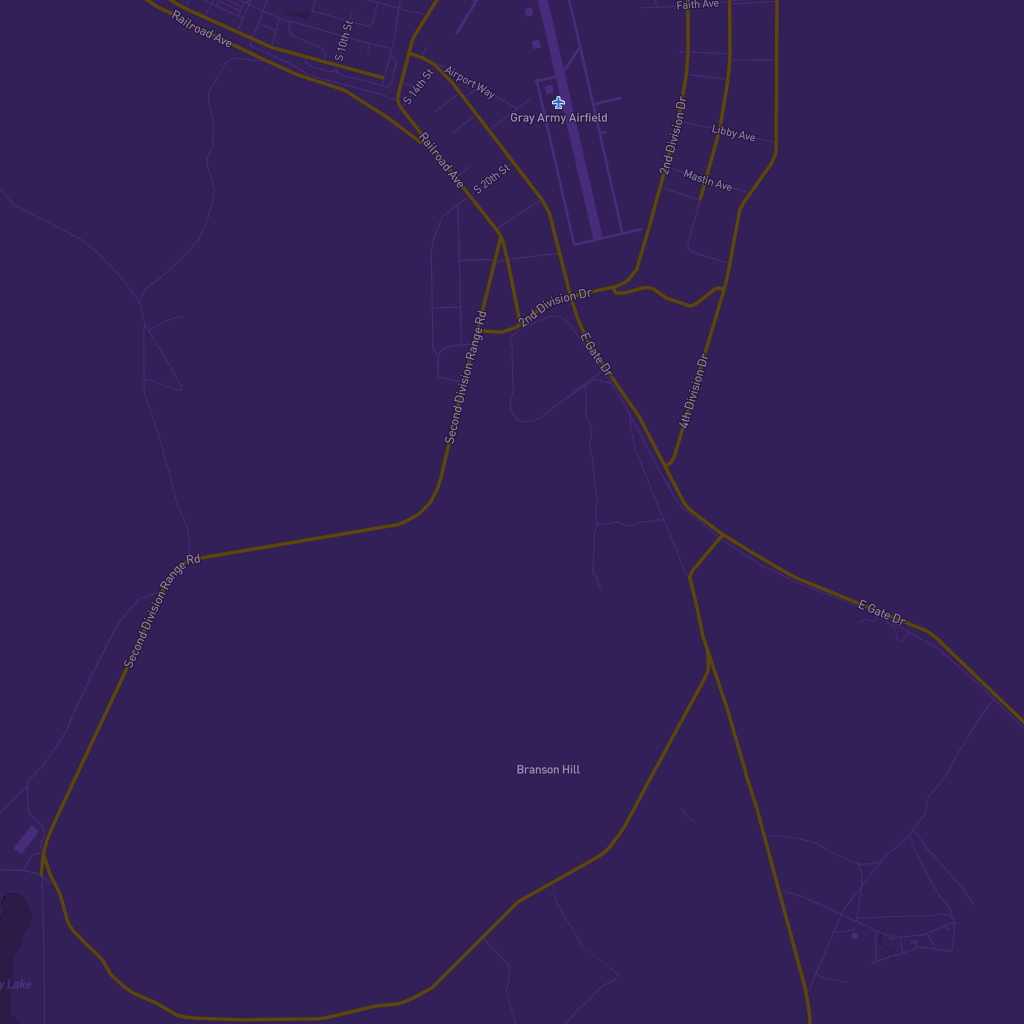 Faith Ave
Railroad Ave
S 10th St
Airport Way
S 14th St
Gray Army Airfield
Libby Ave
2nd Division Dr
Railroad Ave
S 20th St
Mastin Ave
2nd Division Dr
E Gate Dr
Second Division Range Rd
4th Division Dr
Second Division Range Rd
E Gate Dr
Branson Hill
y Lake